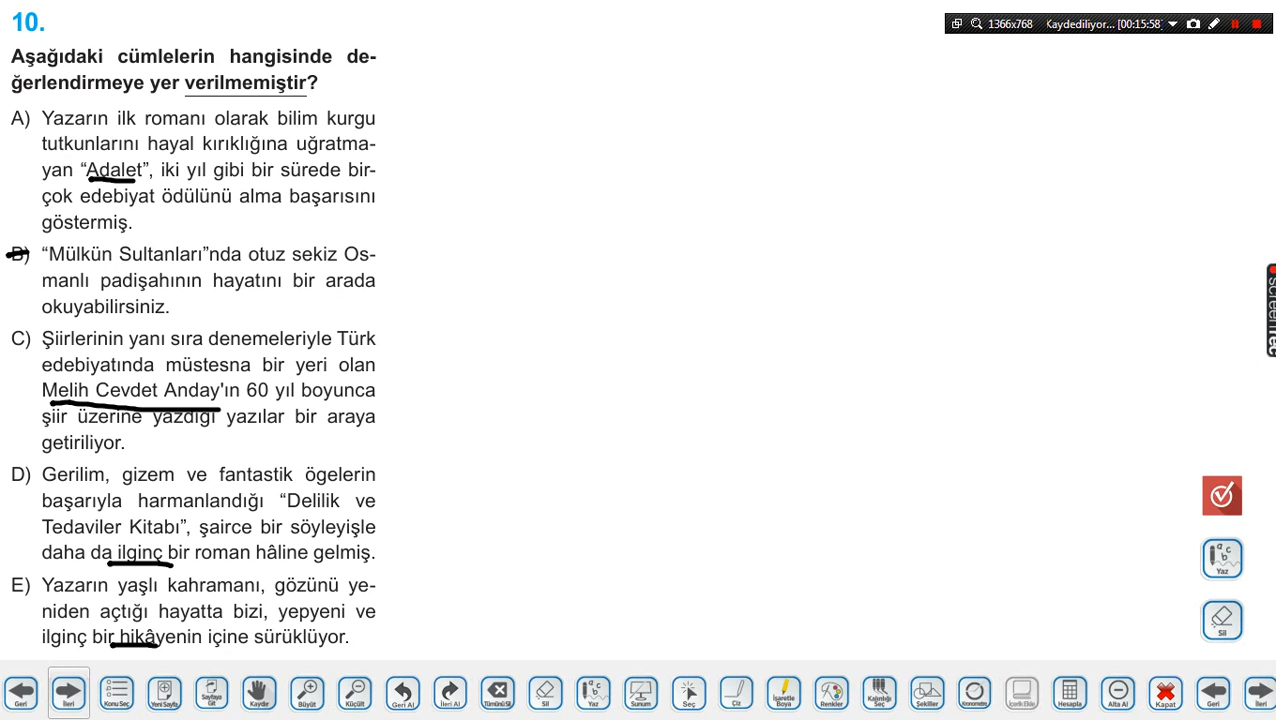 10.
1366x768 Kaydediliyor... [00:15:58]
Aşağıdaki cümlelerin hangisinde de-
ğerlendirmeye yer verilmemiştir?
A) Yazarın ilk romanı olarak bilim kurgu
tutkunlarını hayal kırıklığına uğratma-
yan “Adalet”, iki yıl gibi bir sürede bir-
çok edebiyat ödülünü alma başarısını
göstermiş.
B) “Mülkün Sultanları”nda otuz sekiz Os-
manlı padişahının hayatını bir arada
okuyabilirsiniz.
C) Şiirlerinin yanı sıra denemeleriyle Türk
edebiyatında müstesna bir yeri olan
Melih Cevdet Anday'ın 60 yıl boyunca
şiir üzerine yazdığı yazılar bir araya
getiriliyor.
D) Gerilim, gizem ve fantastik ögelerin
başarıyla harmanlandığı “Delilik ve
Tedaviler Kitabı”, şairce bir söyleyişle
daha da ilginç bir roman hâline gelmiş.
E) Yazarın yaşlı kahramanı, gözünü ye-
niden açtığı hayatta bizi, yepyeni ve
ilginç bir hikâyenin içine sürüklüyor.
screenrec
Yaz
Sil
Geri İleri Konu Seç Yeni Sayfa Sayfaya Git Kaydır Büyüt Küçült Geri Al İleri Al Tümünü Sil Sil Yaz Sunum Seç Çiz İşaretle Boya Renkler Kalınlığı Seç Şekiller Kronometre İçerik Ekle Hesapla Alta Al Kapat Geri İleri